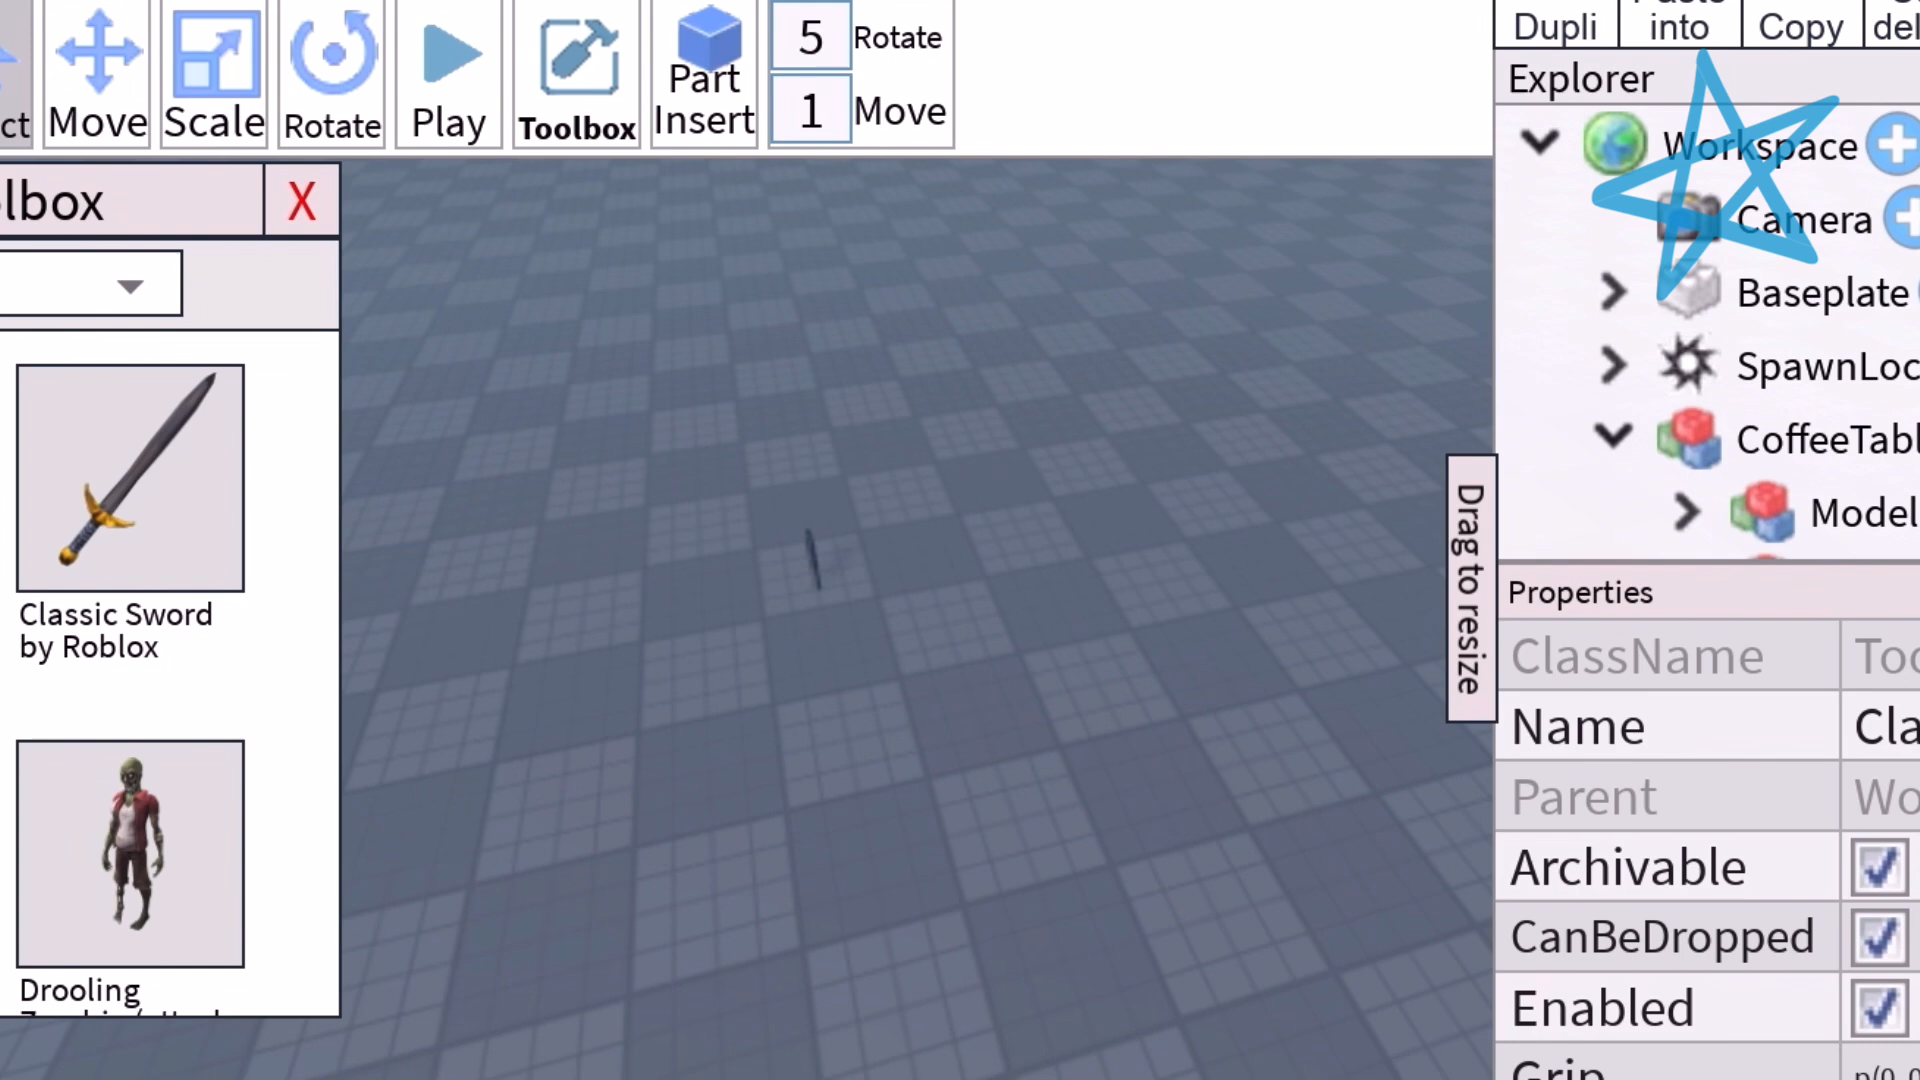 ct
Move
Scale
Rotate
Play
Toolbox
Part
Insert
5
Rotate
1
Move
Dupli
into
Copy
del
Explorer
Workspace
Camera
Baseplate
SpawnLoc
CoffeeTabl
Model
lbox
X
Classic Sword
by Roblox
Drooling
Drag to resize
Properties
ClassName
Too
Name
Cla
Parent
Wo
Archivable
CanBeDropped
Enabled
Grip